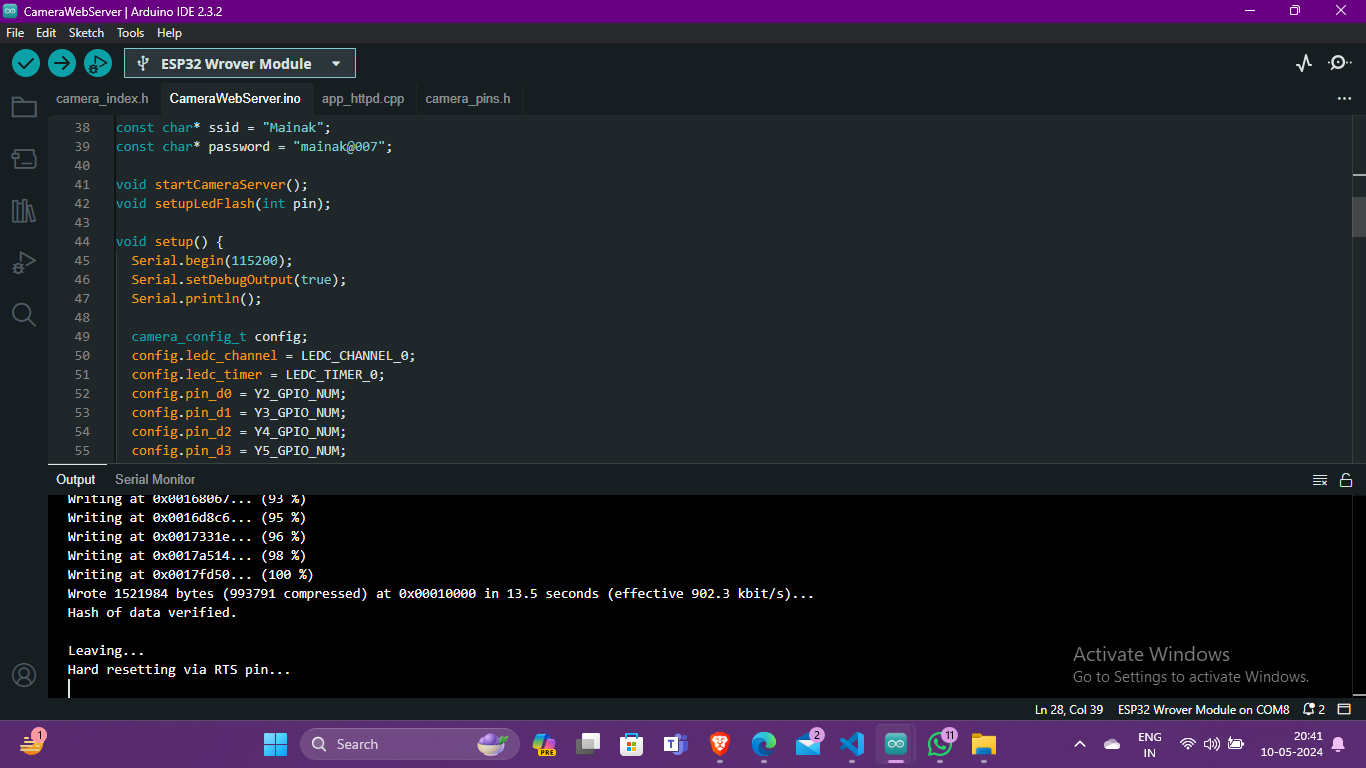 CameraWebServer | Arduino IDE 2.3.2
File Edit Sketch Tools Help
ESP32 Wrover Module
camera_index.h CameraWebServer.ino app_httpd.cpp camera_pins.h
38 const char* ssid = "Mainak";
39 const char* password = "mainak@007";
40
41 void startCameraServer();
42 void setupLedFlash(int pin);
43
44 void setup() {
45 Serial.begin(115200);
46 Serial.setDebugOutput(true);
47 Serial.println();
48
49 camera_config_t config;
50 config.ledc_channel = LEDC_CHANNEL_0;
51 config.ledc_timer = LEDC_TIMER_0;
52 config.pin_d0 = Y2_GPIO_NUM;
53 config.pin_d1 = Y3_GPIO_NUM;
54 config.pin_d2 = Y4_GPIO_NUM;
55 config.pin_d3 = Y5_GPIO_NUM;
Output Serial Monitor
Writing at 0x00168067... (93 %)
Writing at 0x0016d8c6... (95 %)
Writing at 0x0017331e... (96 %)
Writing at 0x0017a514... (98 %)
Writing at 0x0017fd50... (100 %)
Wrote 1521984 bytes (993791 compressed) at 0x00010000 in 13.5 seconds (effective 902.3 kbit/s)...
Hash of data verified.
Leaving...
Hard resetting via RTS pin...
Activate Windows
Go to Settings to activate Windows.
Ln 28, Col 39 ESP32 Wrover Module on COM8 2
1 Search PRE 2 11 ENG IN 20:41 10-05-2024